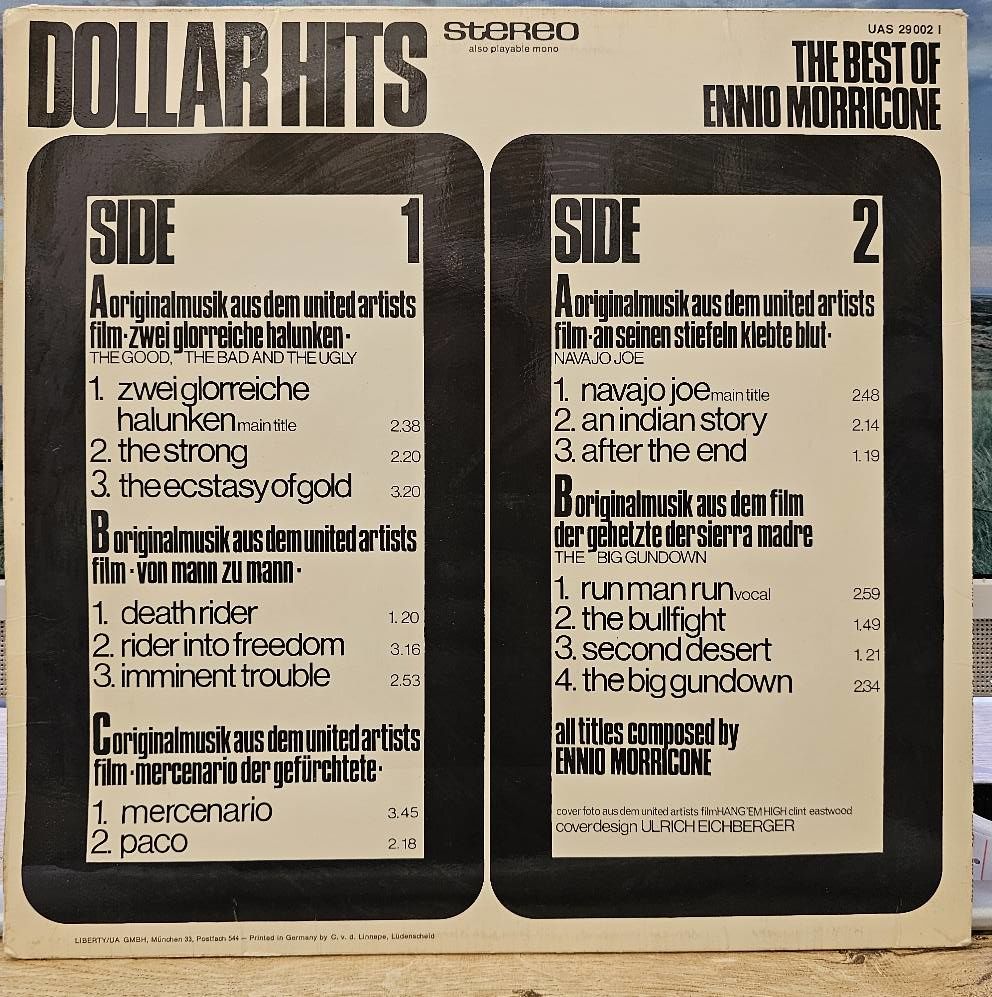 DOLLAR HITS
stereo
also playable mono
UAS 29002 I
THE BEST OF
ENNIO MORRICONE
SIDE 1
A originalmusik aus dem united artists
film · zwei glorreiche halunken ·
THE GOOD, THE BAD AND THE UGLY
1. zwei glorreiche
halunken main title 2.38
2. the strong 2.20
3. the ecstasy of gold 3.20
B originalmusik aus dem united artists
film · von mann zu mann ·
1. death rider 1.20
2. rider into freedom 3.16
3. imminent trouble 2.53
C originalmusik aus dem united artists
film · mercenario der gefürchtete ·
1. mercenario 3.45
2. paco 2.18
SIDE 2
A originalmusik aus dem united artists
film · an seinen stiefeln klebte blut ·
NAVAJO JOE
1. navajo joe main title 2.48
2. an indian story 2.14
3. after the end 1.19
B originalmusik aus dem film
der gehetzte der sierra madre
THE BIG GUNDOWN
1. run man run vocal 2.59
2. the bullfight 1.49
3. second desert 1.21
4. the big gundown 2.34
all titles composed by
ENNIO MORRICONE
cover foto aus dem united artists film HANG 'EM HIGH clint eastwood
coverdesign ULRICH EICHBERGER
LIBERTY/UA GMBH, München 33, Postfach 544 – Printed in Germany by C. v. d. Linnepe, Lüdenscheid